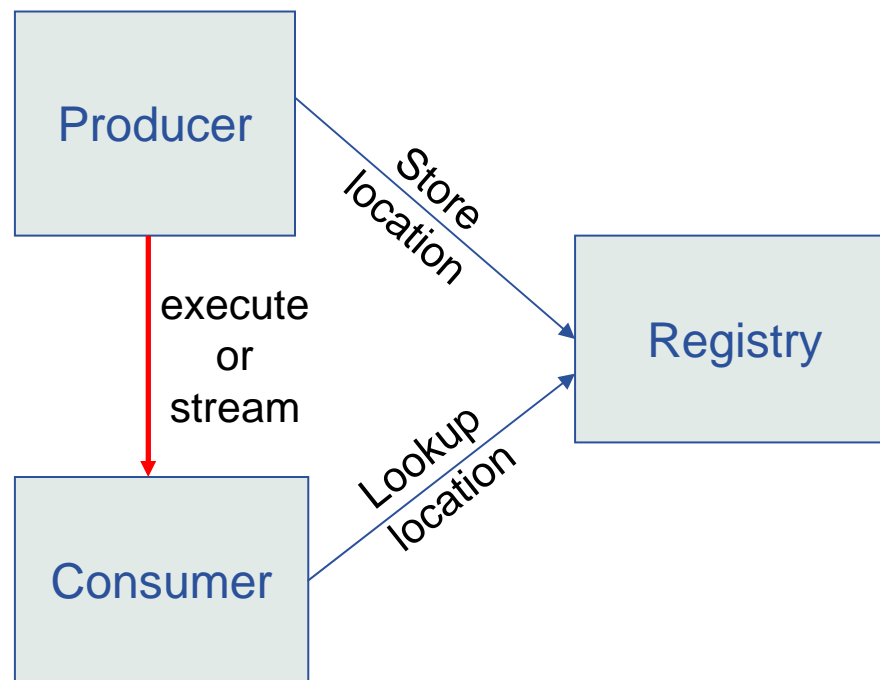 Producer
Store
location
execute
or
stream
Registry
Lookup
location
Consumer